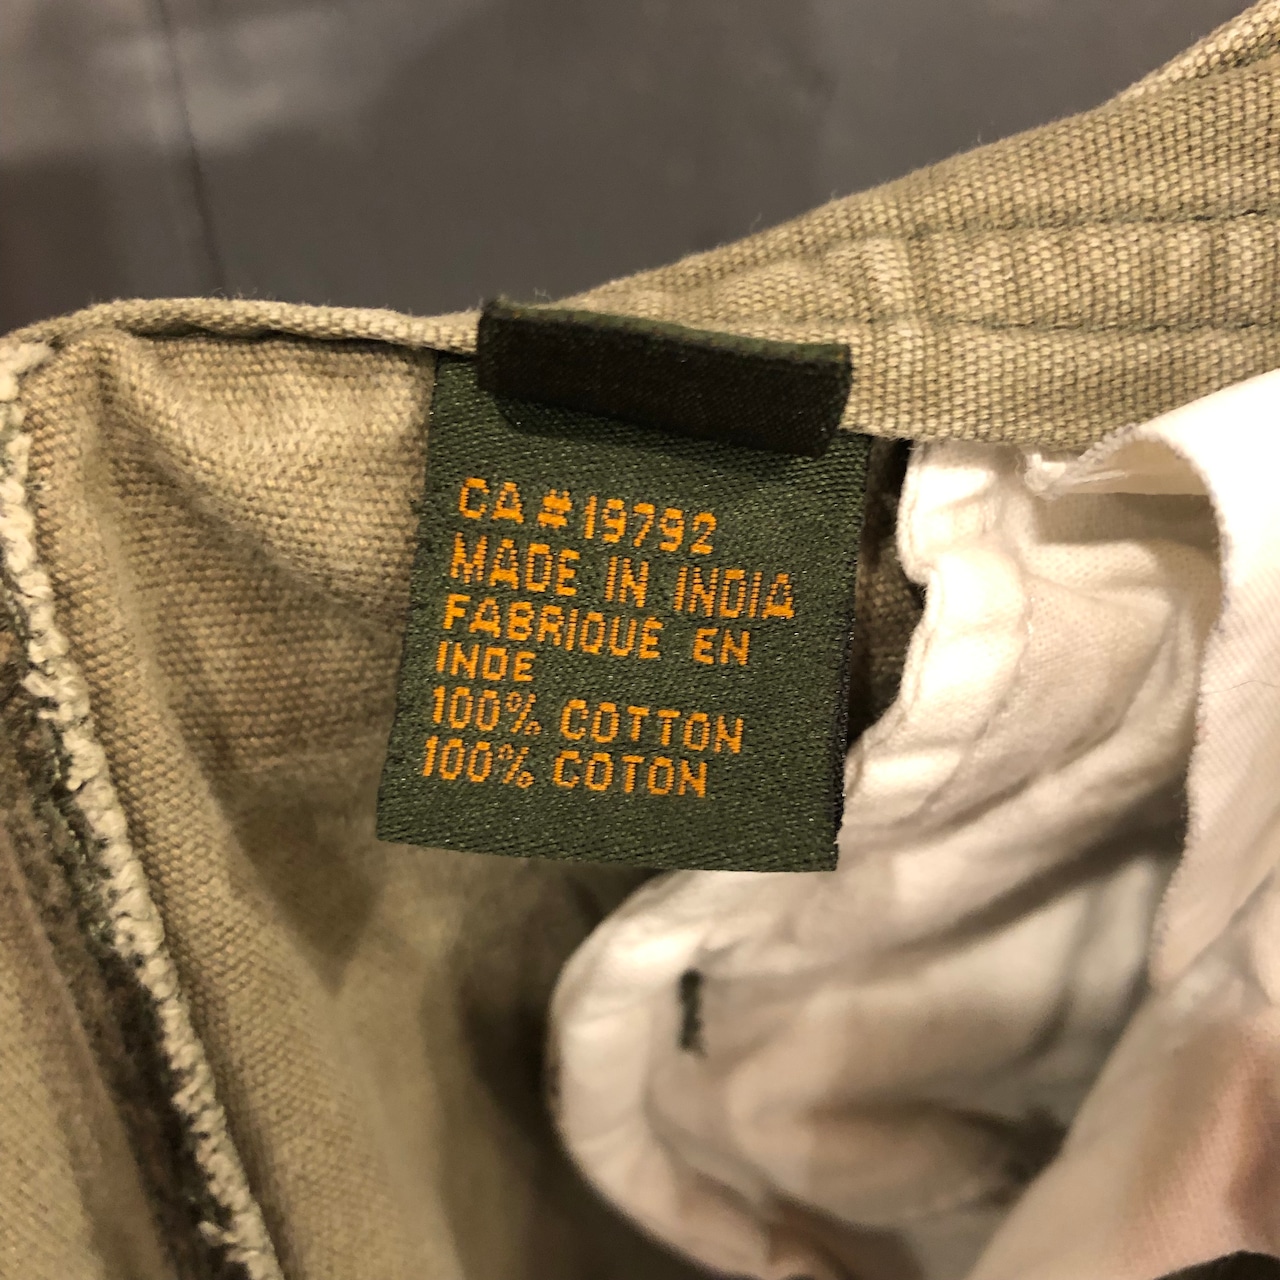 CA # 19792
MADE IN INDIA
FABRIQUE EN
INDE
100% COTTON
100% COTON